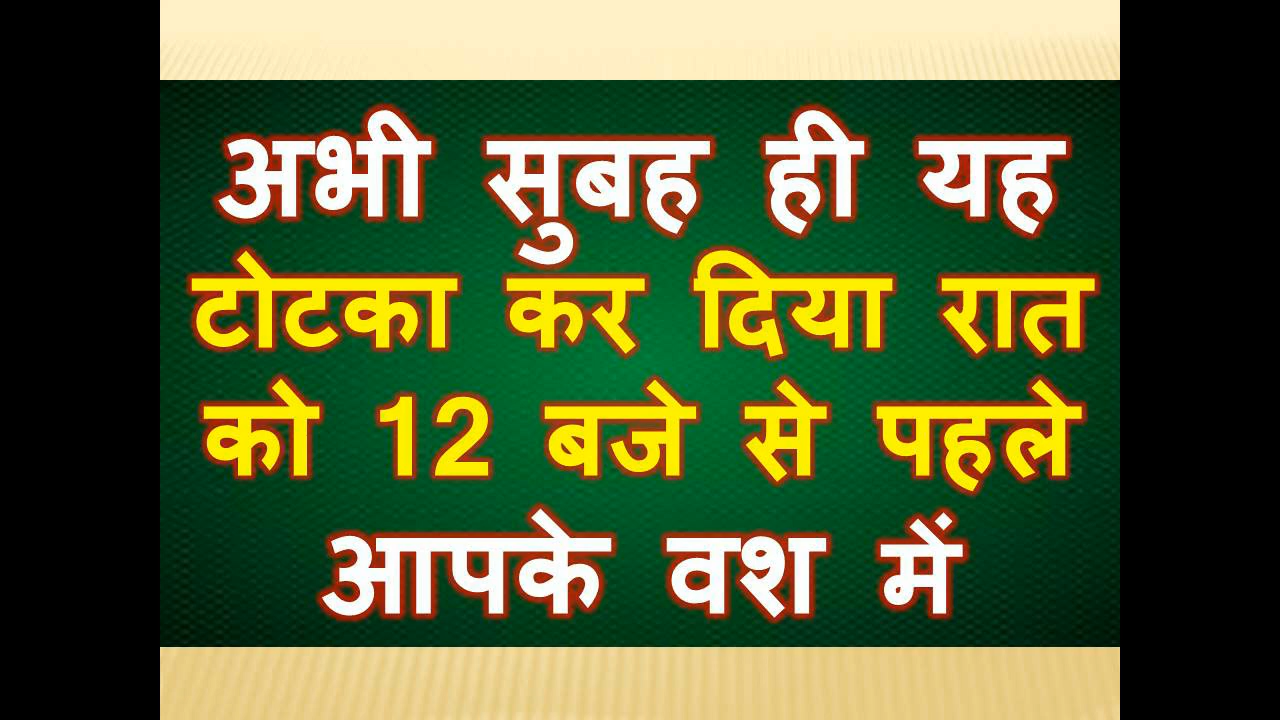 अभी सुबह ही यह
टोटका कर दिया रात
को 12 बजे से पहले
आपके वश में